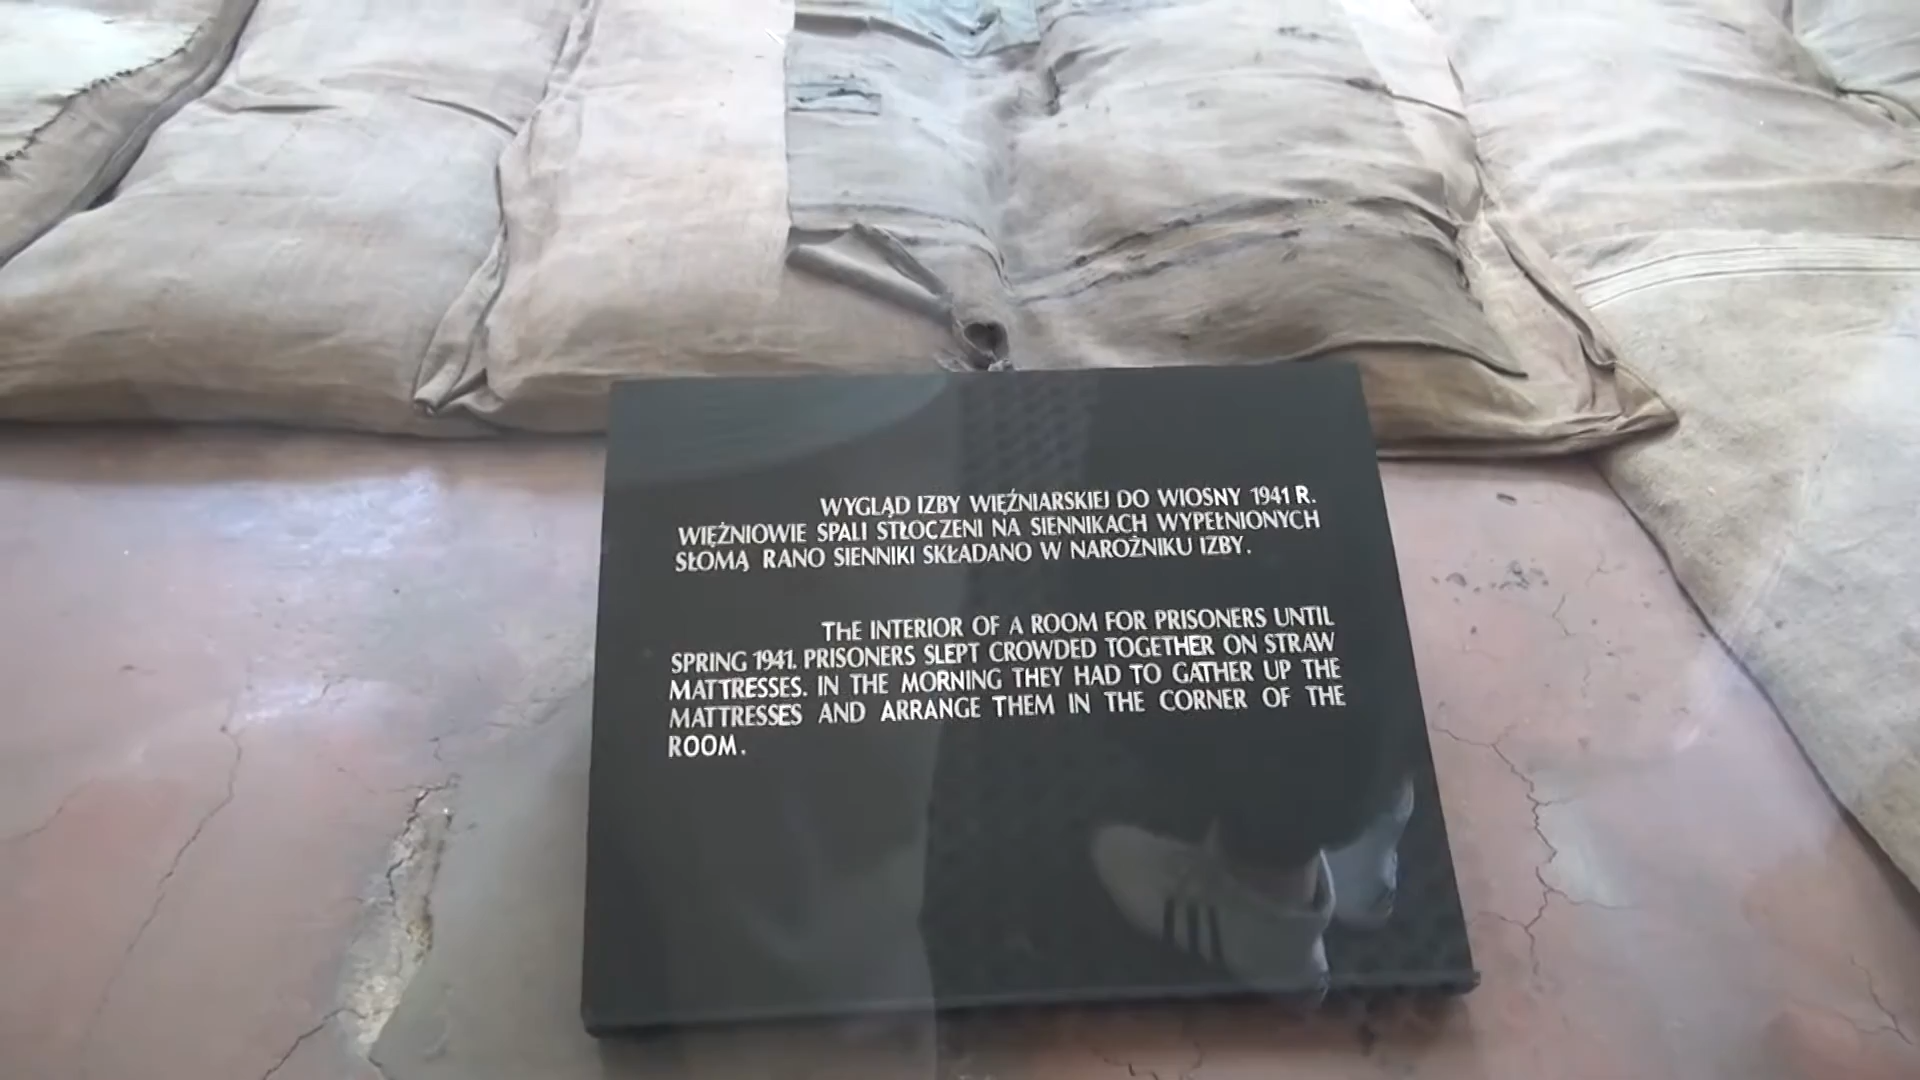 WYGLĄD IZBY WIĘŹNIARSKIEJ DO WIOSNY 1941 R.
WIĘŹNIOWIE SPALI STŁOCZENI NA SIENNIKACH WYPEŁNIONYCH
SŁOMĄ RANO SIENNIKI SKŁADANO W NAROŻNIKU IZBY.
THE INTERIOR OF A ROOM FOR PRISONERS UNTIL
SPRING 1941. PRISONERS SLEPT CROWDED TOGETHER ON STRAW
MATTRESSES. IN THE MORNING THEY HAD TO GATHER UP THE
MATTRESSES AND ARRANGE THEM IN THE CORNER OF THE
ROOM.